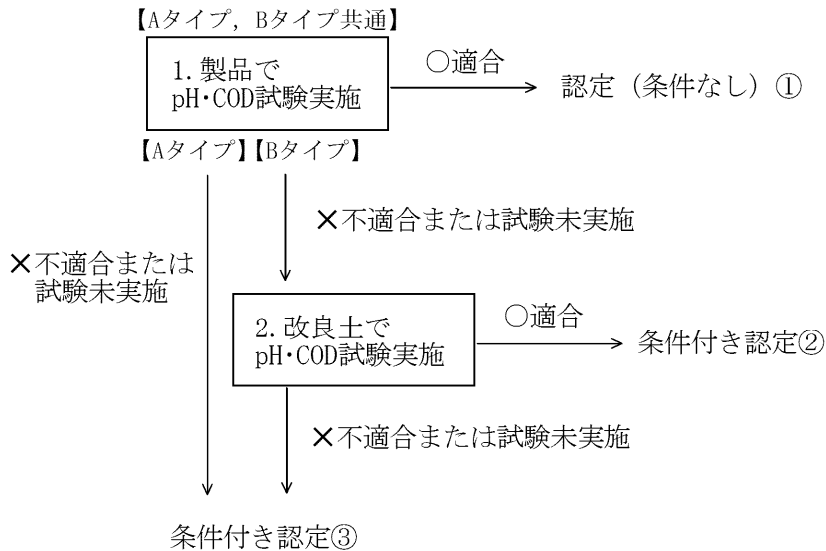 【Aタイプ，Bタイプ共通】
1.製品で
pH･COD試験実施
○適合
認定（条件なし）①
【Aタイプ】【Bタイプ】
×不適合または試験未実施
×不適合または
試験未実施
2.改良土で
pH･COD試験実施
○適合
条件付き認定②
×不適合または試験未実施
条件付き認定③